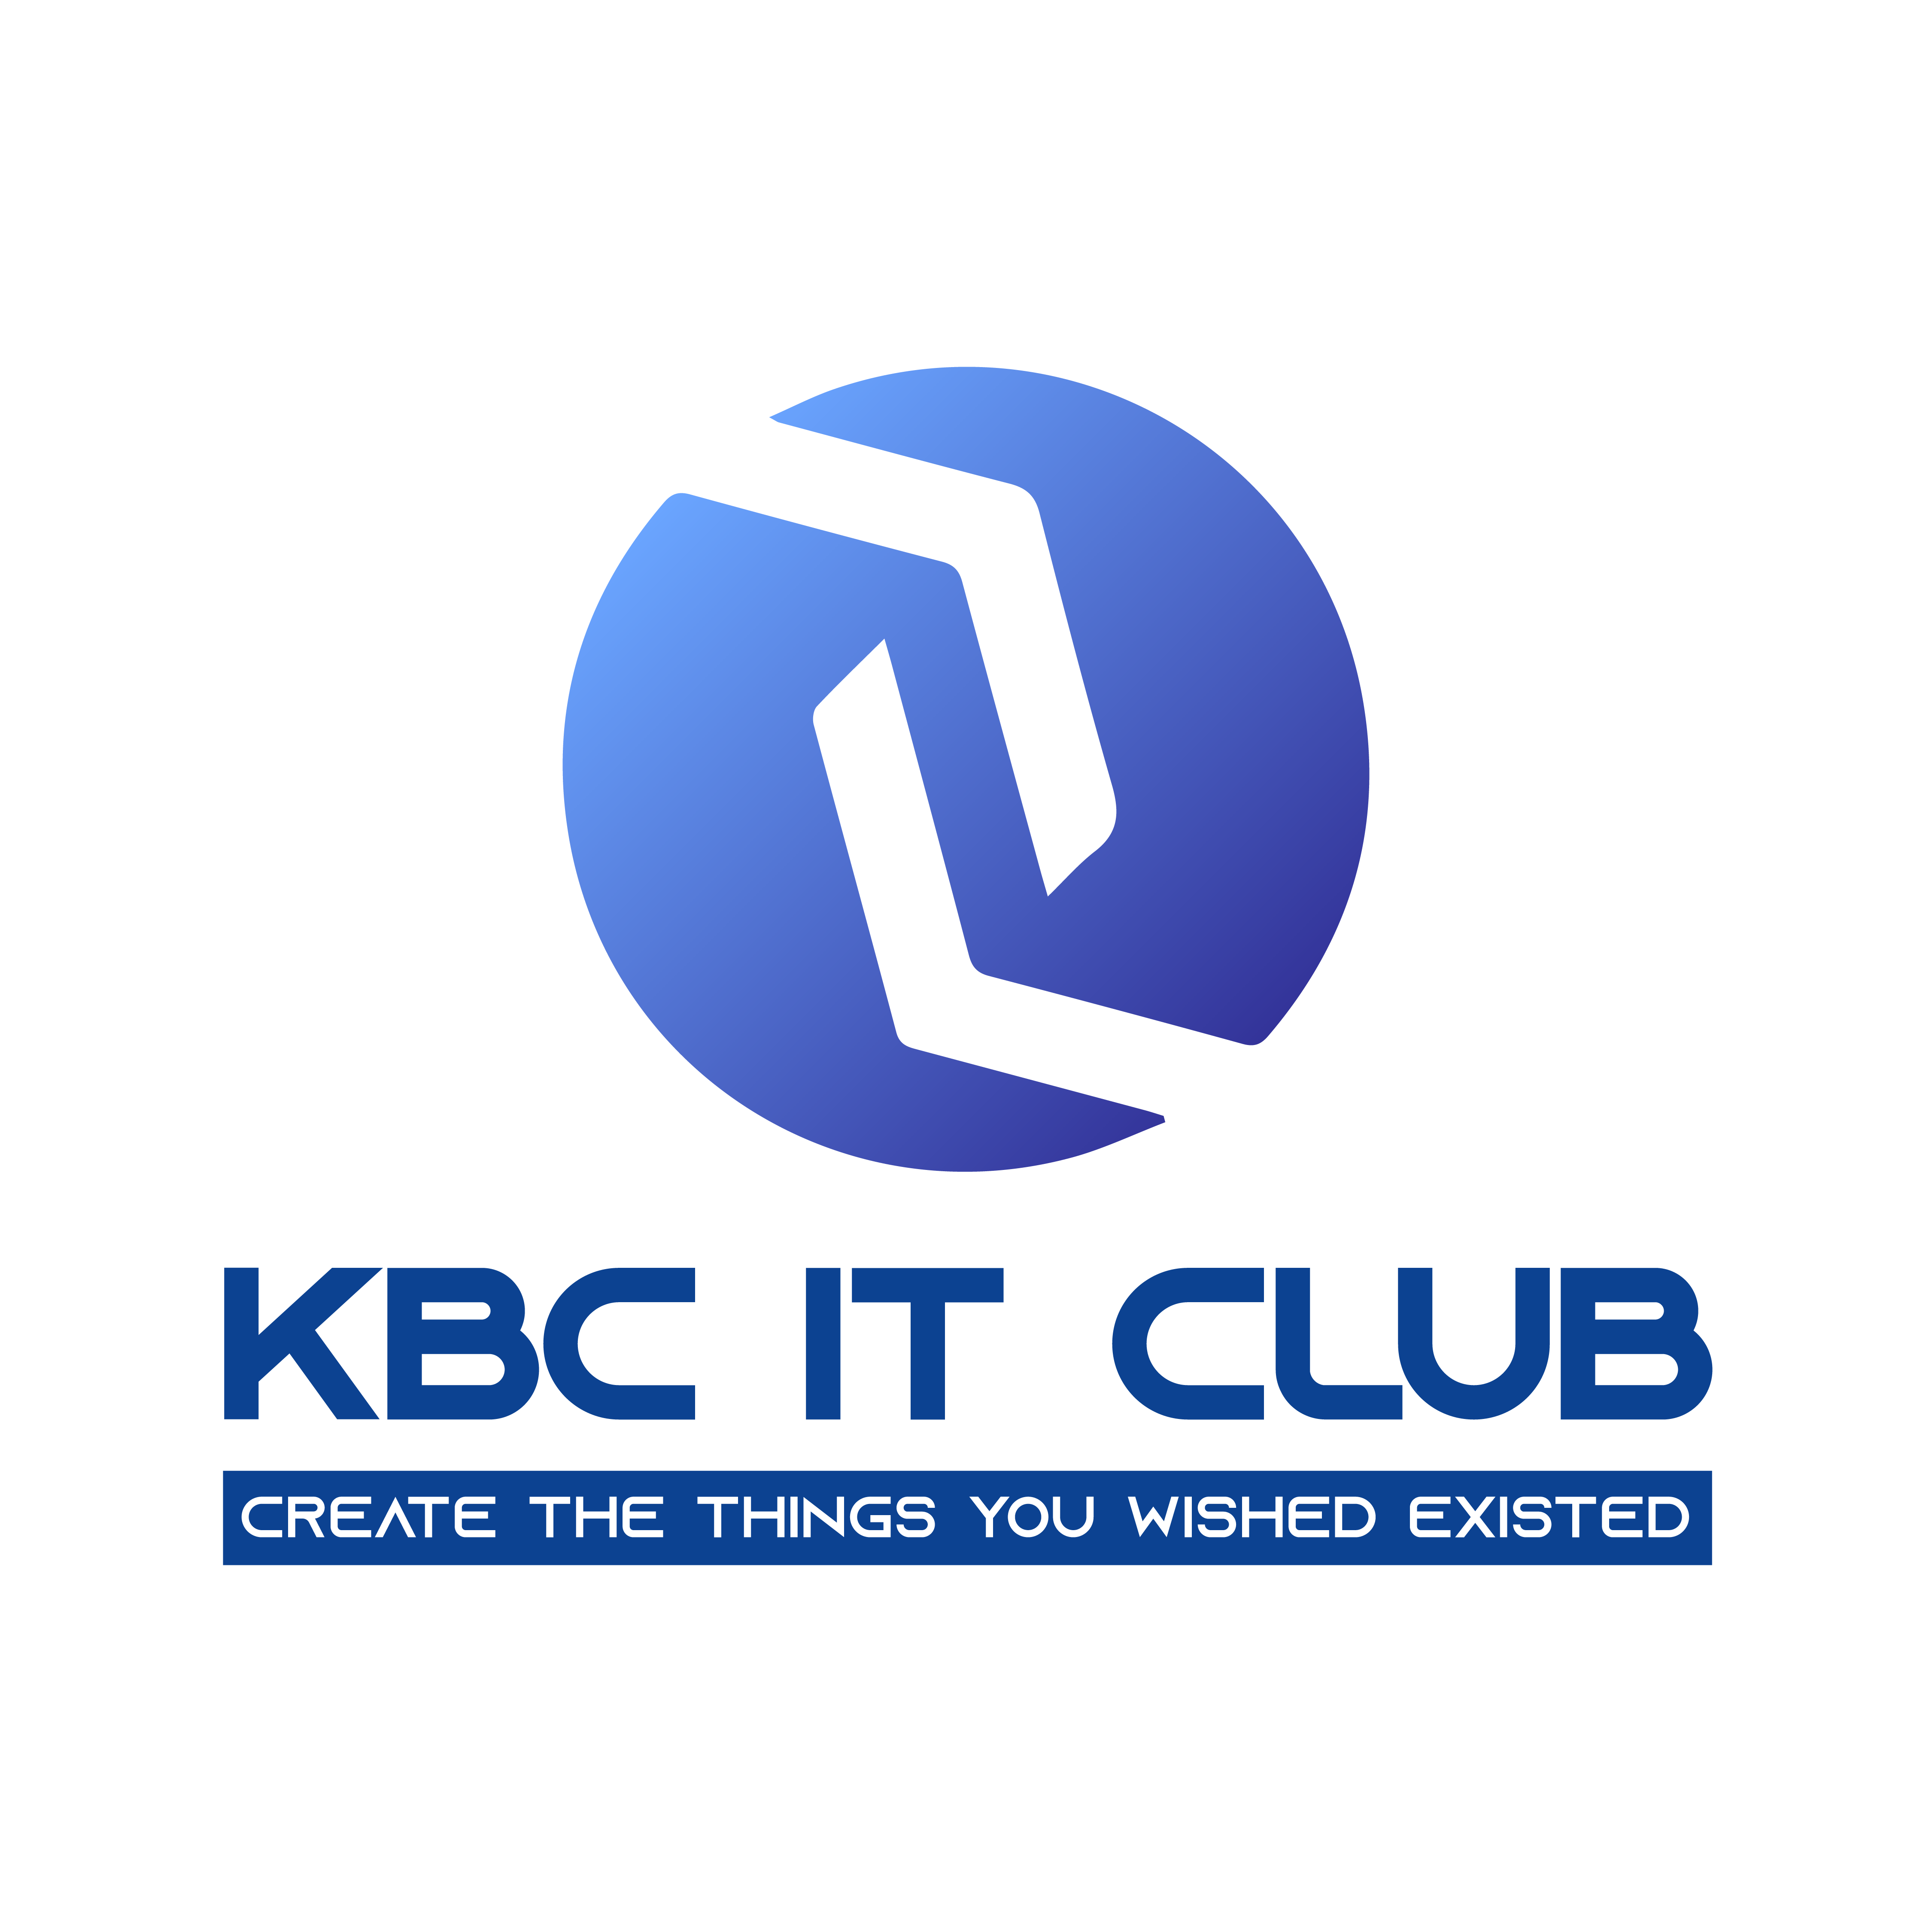 KBC IT CLUB
CREATE THE THINGS YOU WISHED EXISTED